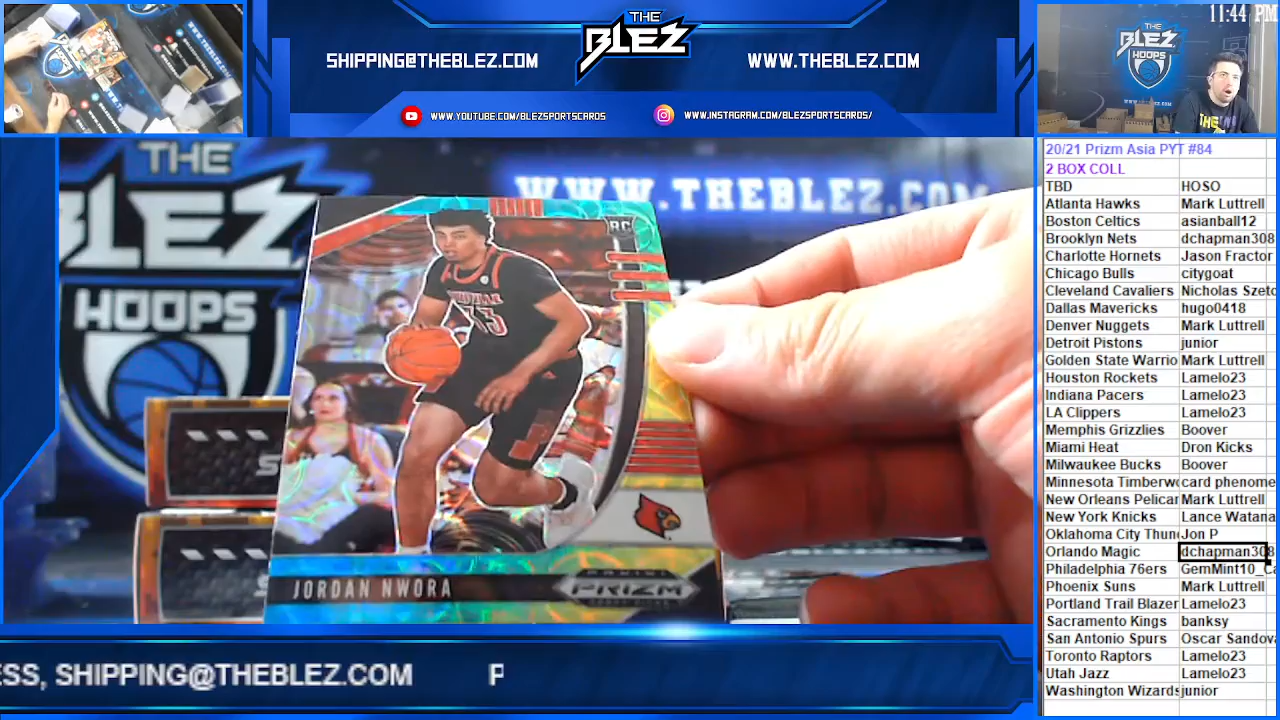 11:44 PM
THE
BLEZ
SHIPPING@THEBLEZ.COM
WWW.THEBLEZ.COM
WWW.YOUTUBE.COM/BLEZSPORTSCARDS
WWW.INSTAGRAM.COM/BLEZSPORTSCARDS/
THE
BLEZ
HOOPS
THE
BLEZ
HOOPS
WWW.THEBLEZ.COM
RC
13
JORDAN NWORA
PANINI
PRIZM
20/21 Prizm Asia PYT #84
2 BOX COLL
TBD HOSO
Atlanta Hawks Mark Luttrell
Boston Celtics asianball12
Brooklyn Nets dchapman308
Charlotte Hornets Jason Fractor
Chicago Bulls citygoat
Cleveland Cavaliers Nicholas Szeto
Dallas Mavericks hugo0418
Denver Nuggets Mark Luttrell
Detroit Pistons junior
Golden State Warrio Mark Luttrell
Houston Rockets Lamelo23
Indiana Pacers Lamelo23
LA Clippers Lamelo23
Memphis Grizzlies Boover
Miami Heat Dron Kicks
Milwaukee Bucks Boover
Minnesota Timberwo card phenome
New Orleans Pelican Mark Luttrell
New York Knicks Lance Watana
Oklahoma City Thun Jon P
Orlando Magic dchapman308
Philadelphia 76ers GemMint10_Ca
Phoenix Suns Mark Luttrell
Portland Trail Blazer Lamelo23
Sacramento Kings banksy
San Antonio Spurs Oscar Sandova
Toronto Raptors Lamelo23
Utah Jazz Lamelo23
Washington Wizards junior
ESS, SHIPPING@THEBLEZ.COM P